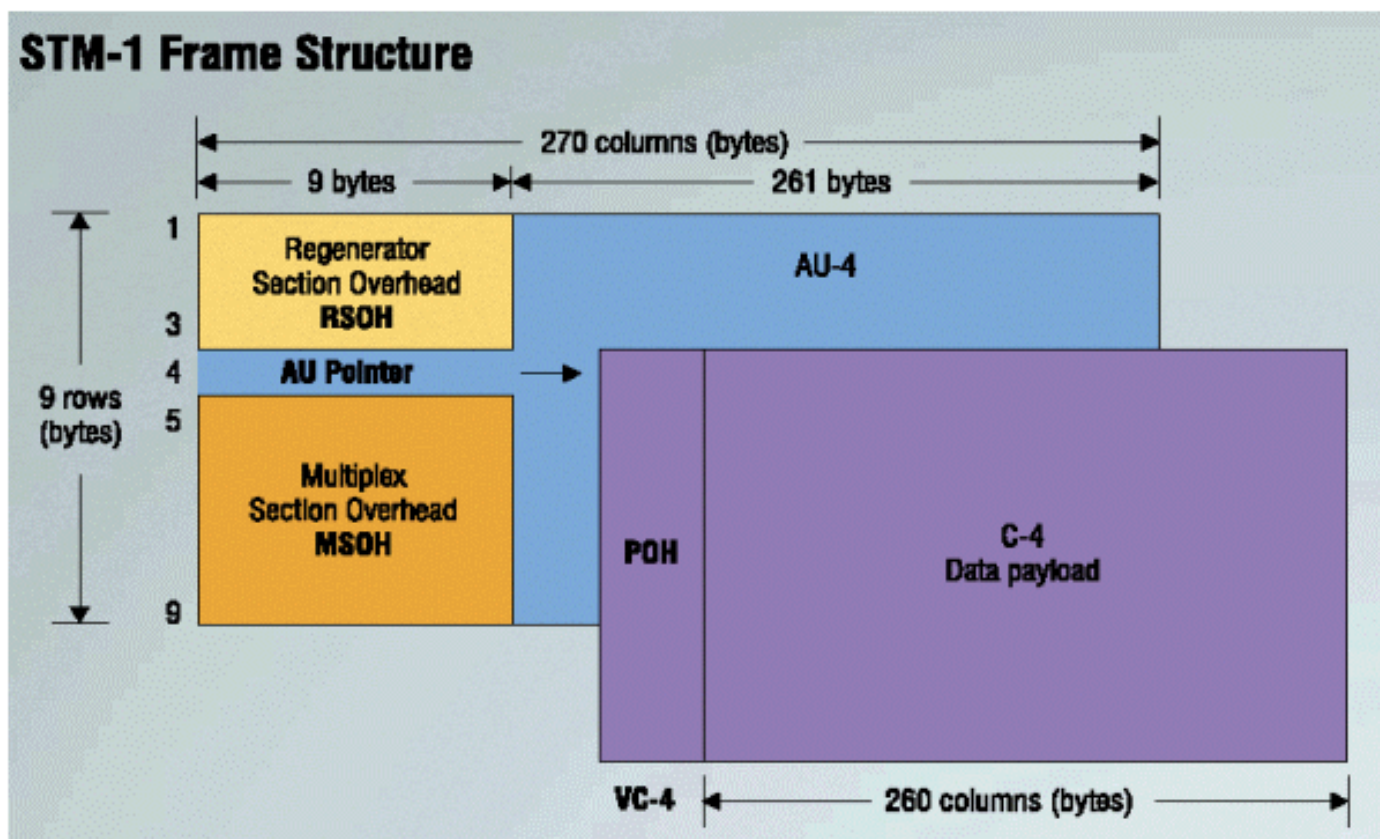 STM-1 Frame Structure
270 columns (bytes)
9 bytes
261 bytes
1
Regenerator
Section Overhead
RSOH
AU-4
3
4
AU Pointer
9 rows
(bytes)
5
Multiplex
Section Overhead
MSOH
9
POH
C-4
Data payload
VC-4
260 columns (bytes)